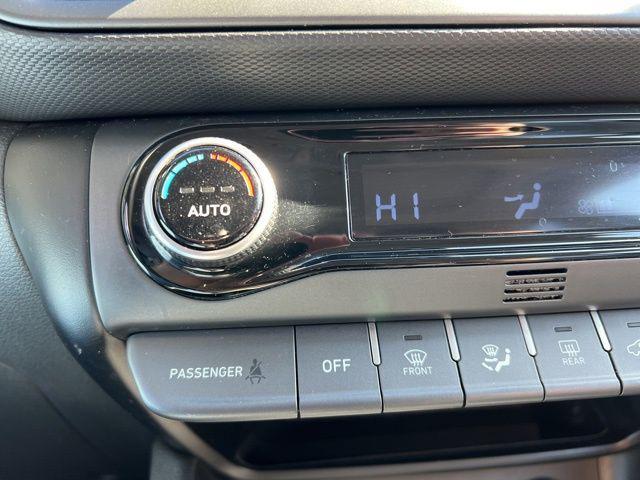 AUTO
HI
PASSENGER
OFF
FRONT
REAR